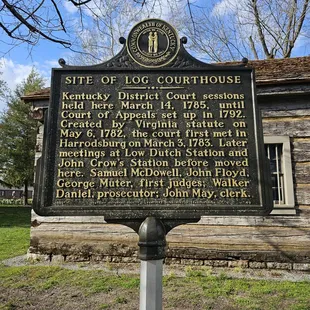 SITE OF LOG COURTHOUSE
Kentucky District Court sessions
held here March 14, 1785, until
Court of Appeals set up in 1792.
Created by Virginia statute on
May 6, 1782, the court first met in
Harrodsburg on March 3, 1783. Later
meetings at Low Dutch Station and
John Crow's Station before moved
here. Samuel McDowell, John Floyd,
George Muter, first judges; Walker
Daniel, prosecutor; John May, clerk.